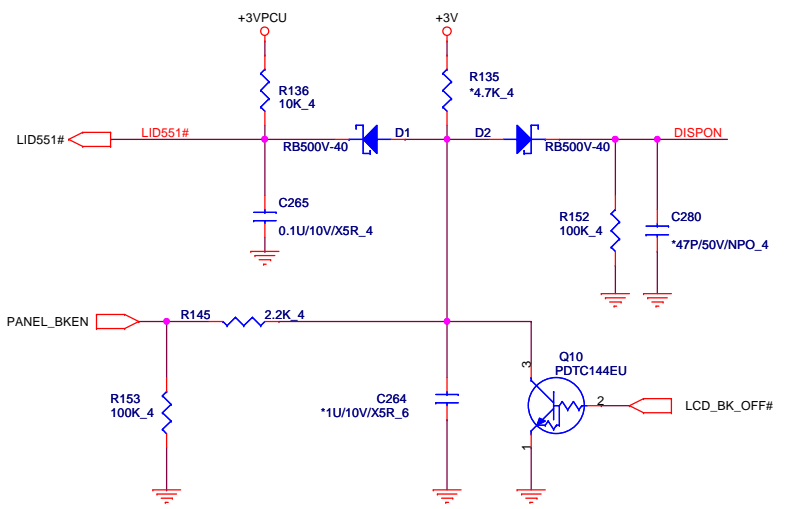 +3VPCU
+3V
R136
10K_4
R135
*4.7K_4
LID551#
LID551#
D1
D2
DISPON
RB500V-40
RB500V-40
C265
0.1U/10V/X5R_4
R152
100K_4
C280
*47P/50V/NPO_4
PANEL_BKEN
R145
2.2K_4
3
Q10
PDTC144EU
R153
100K_4
C264
*1U/10V/X5R_6
2
LCD_BK_OFF#
1